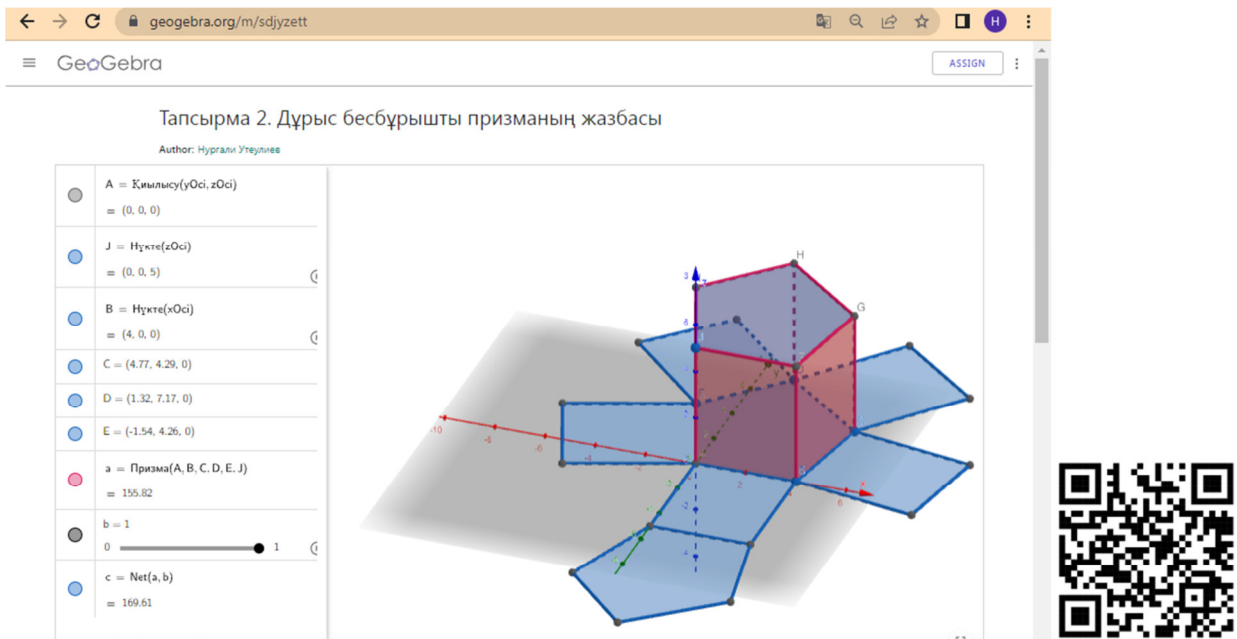 geogebra.org/m/sdjyzett
H
GeoGebra
ASSIGN
Тапсырма 2. Дұрыс бесбұрышты призманың жазбасы
Author: Нургали Утеулиев
A = Қиылысу(yOci, zOci)
= (0, 0, 0)
J = Нүкте(zOci)
= (0, 0, 5)
B = Нүкте(xOci)
= (4, 0, 0)
C = (4.77, 4.29, 0)
D = (1.32, 7.17, 0)
E = (-1.54, 4.26, 0)
a = Призма(A, B, C, D, E, J)
= 155.82
b = 1
0 1
c = Net(a, b)
= 169.61
H
G
-10
-8
-6
2
6